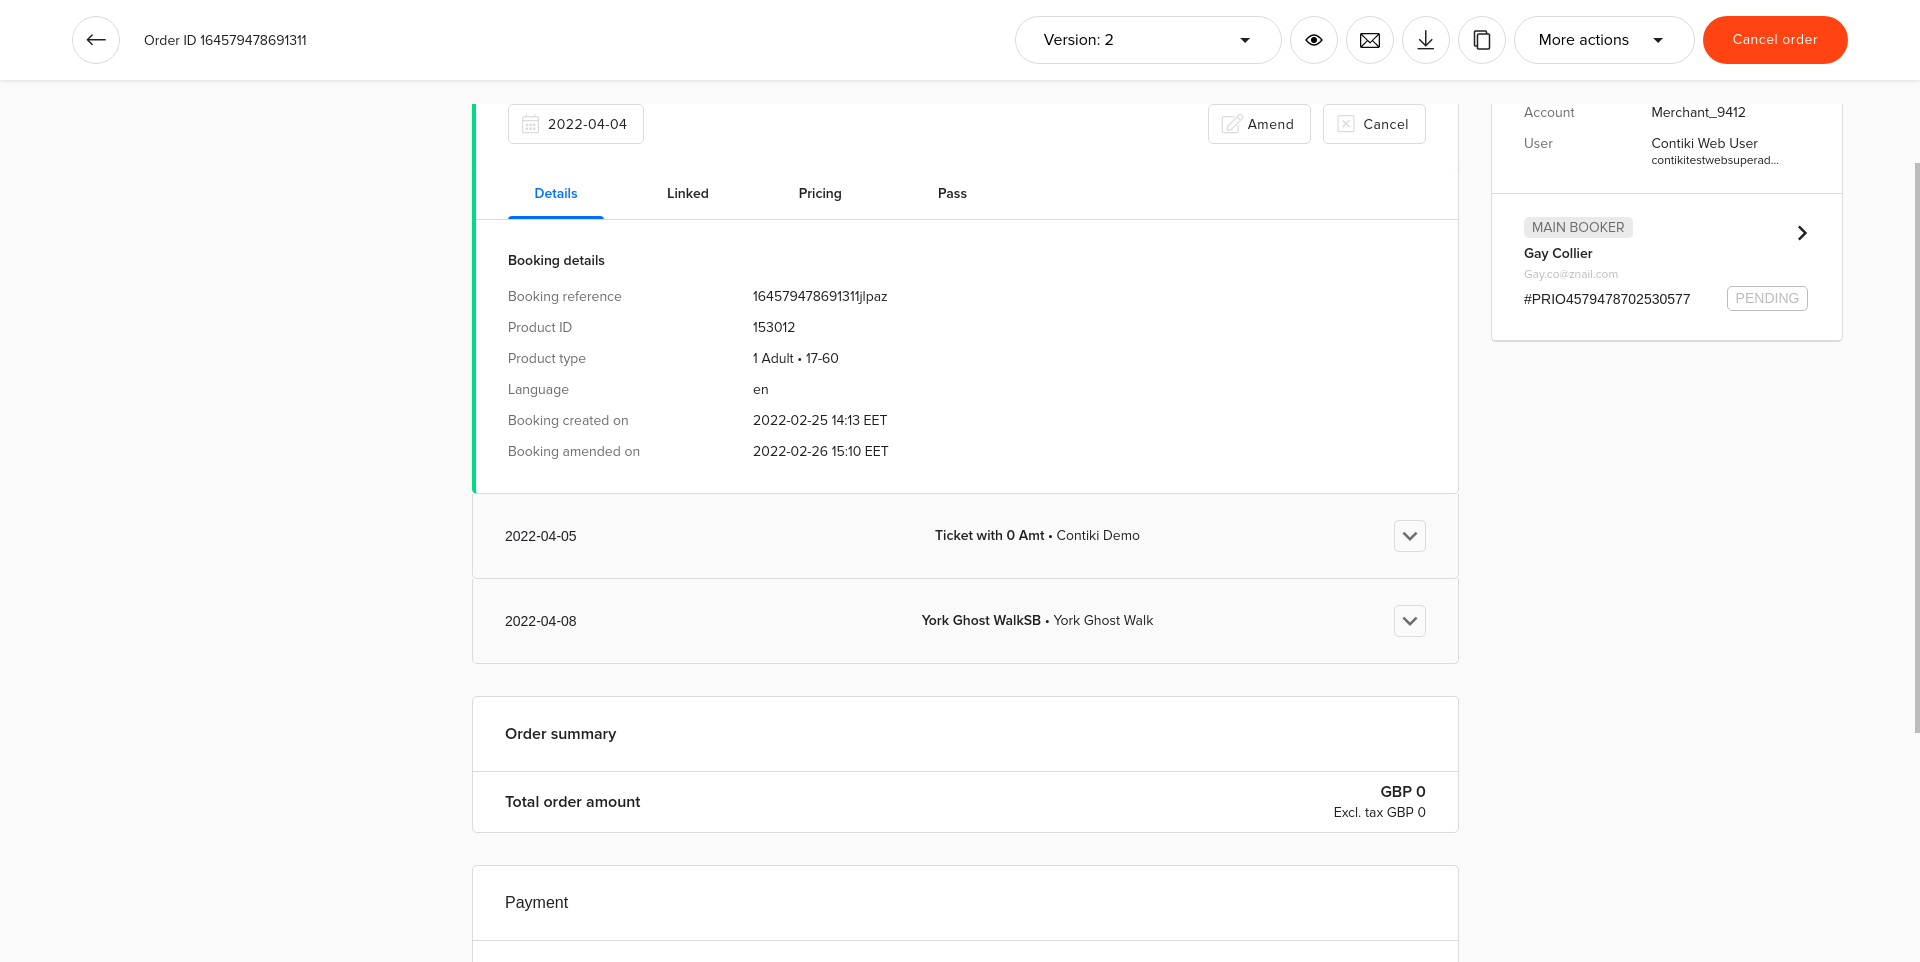 Order ID 164579478691311
Version: 2
More actions
Cancel order
2022-04-04
Amend
Cancel
Details
Linked
Pricing
Pass
Booking details
Booking reference 164579478691311jlpaz
Product ID 153012
Product type 1 Adult • 17-60
Language en
Booking created on 2022-02-25 14:13 EET
Booking amended on 2022-02-26 15:10 EET
2022-04-05 Ticket with 0 Amt • Contiki Demo
2022-04-08 York Ghost WalkSB • York Ghost Walk
Order summary
Total order amount GBP 0
Excl. tax GBP 0
Payment
Account Merchant_9412
User Contiki Web User
contikitestwebsuperad...
MAIN BOOKER
Gay Collier
Gay.co@znail.com
#PRIO4579478702530577 PENDING